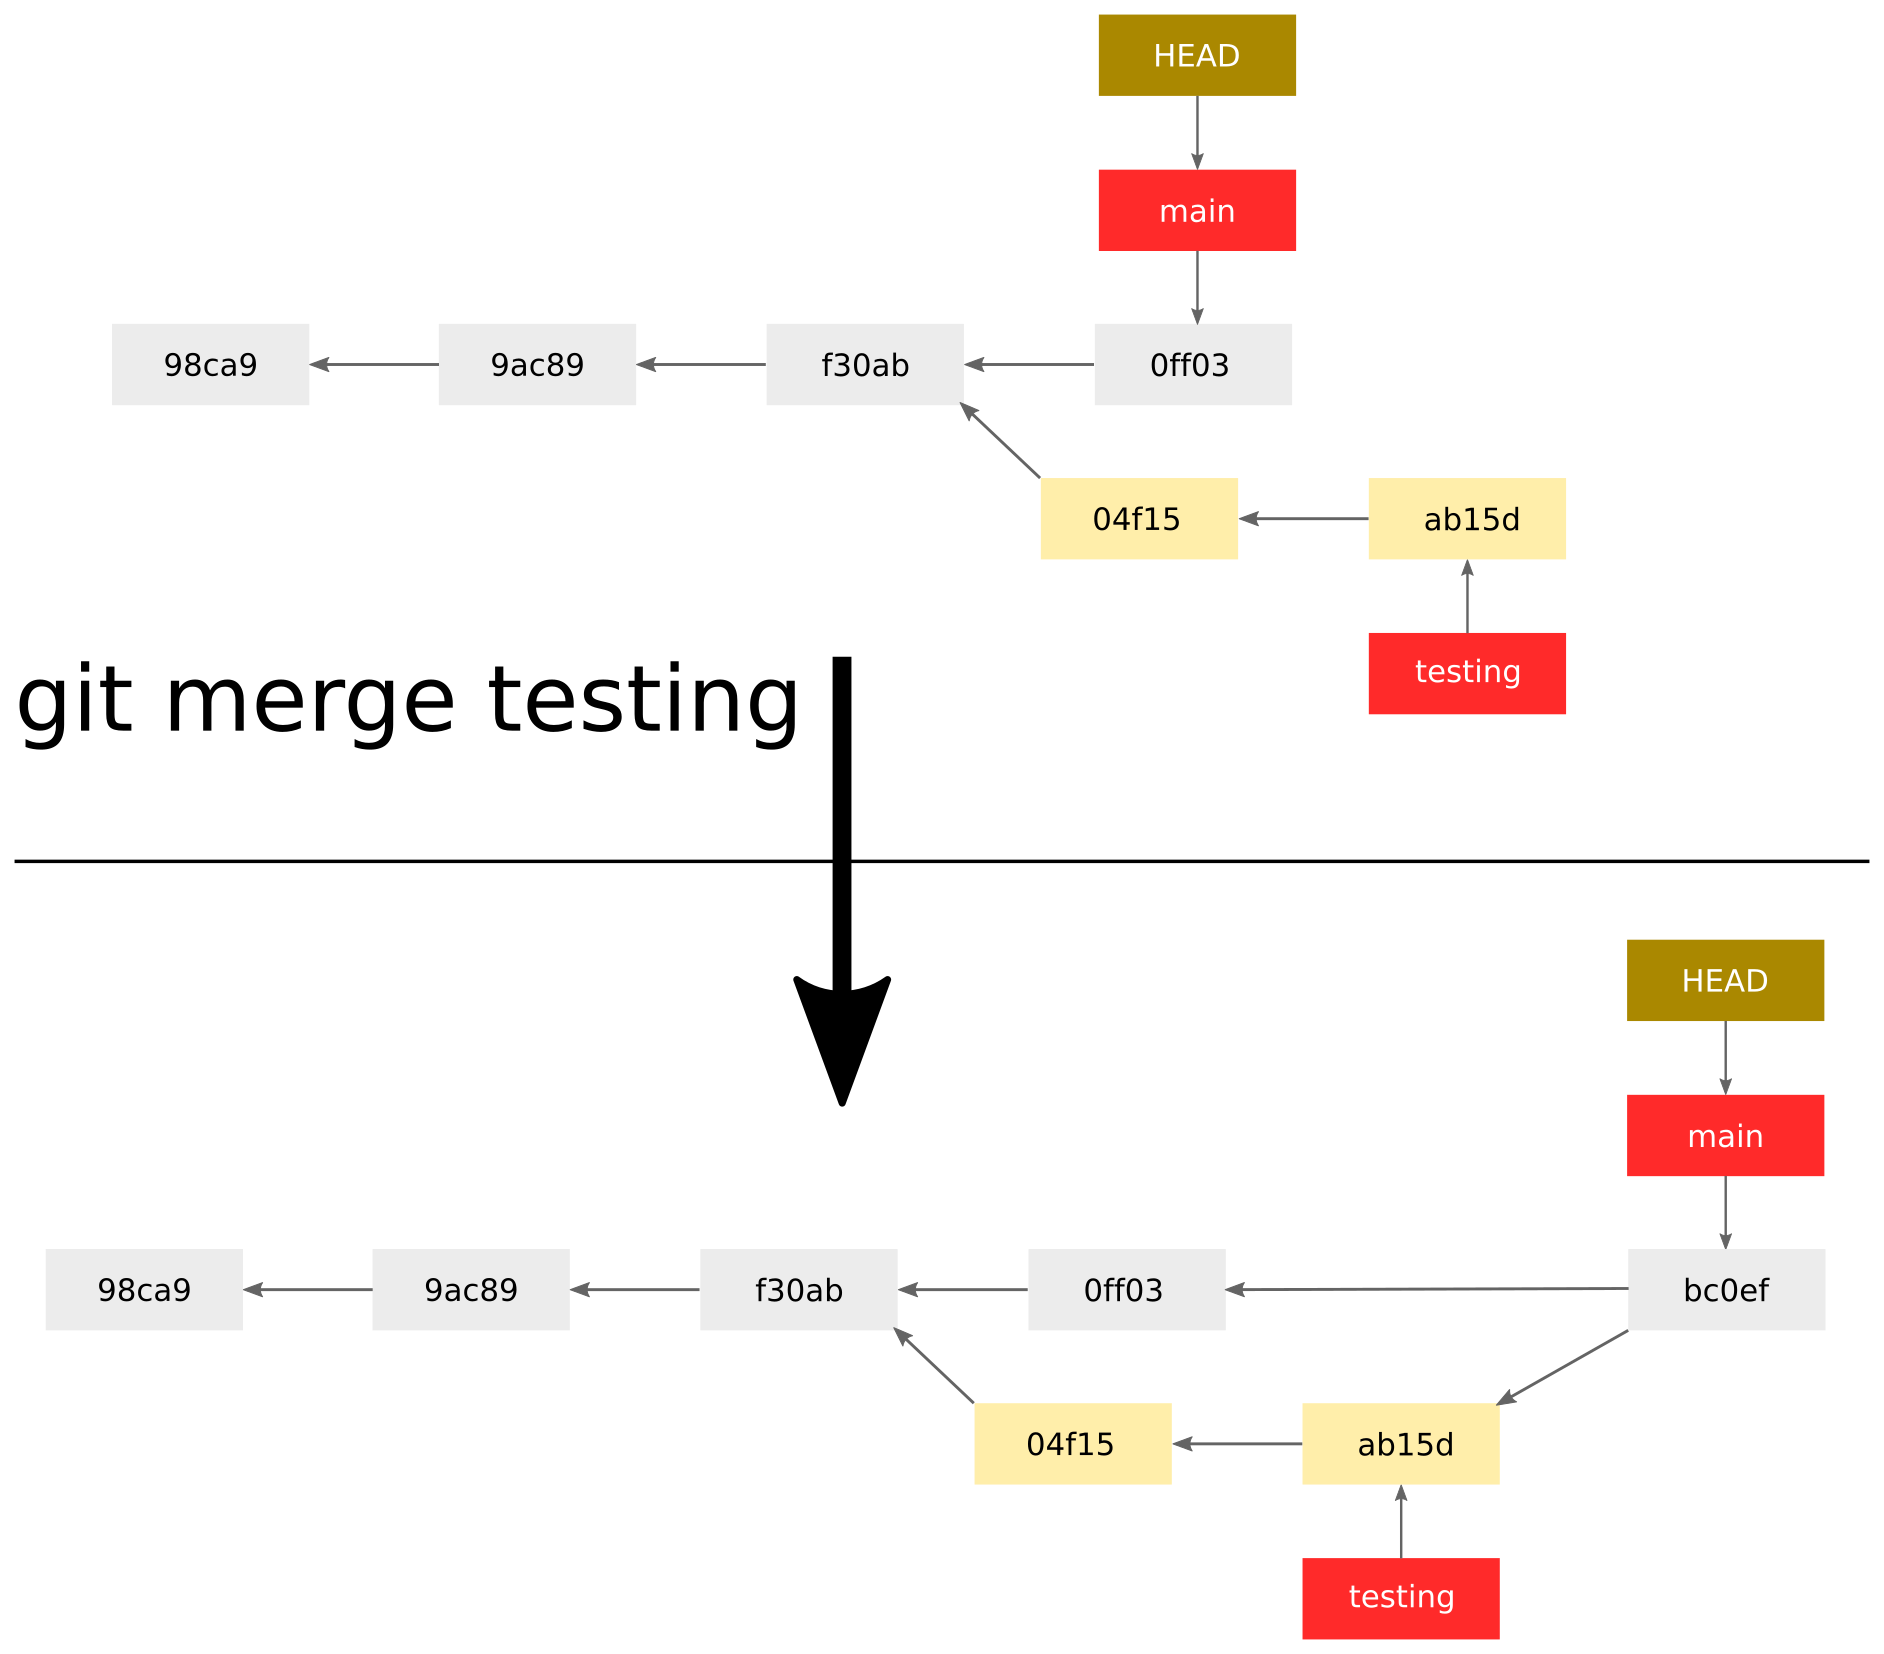 HEAD
main
98ca9
9ac89
f30ab
0ff03
04f15
ab15d
testing
git merge testing
HEAD
main
98ca9
9ac89
f30ab
0ff03
bc0ef
04f15
ab15d
testing